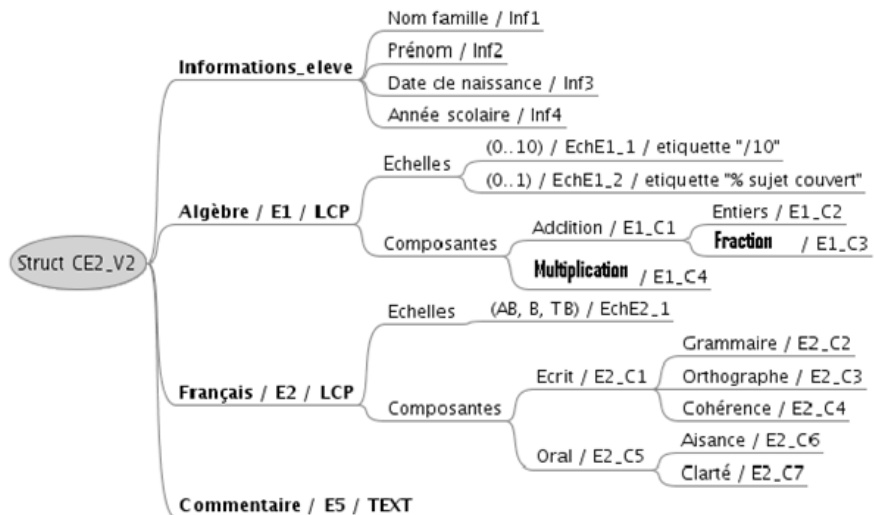 Nom famille / Inf1
Prénom / Inf2
Informations_eleve
Date de naissance / Inf3
Année scolaire / Inf4
(0..10) / EchE1_1 / etiquette "/10"
Echelles
(0..1) / EchE1_2 / etiquette "% sujet couvert"
Algèbre / E1 / LCP
Entiers / E1_C2
Addition / E1_C1
Fraction / E1_C3
Composantes
Multiplication / E1_C4
Struct CE2_V2
Echelles
(AB, B, TB) / EchE2_1
Grammaire / E2_C2
Ecrit / E2_C1
Orthographe / E2_C3
Français / E2 / LCP
Cohérence / E2_C4
Composantes
Aisance / E2_C6
Oral / E2_C5
Clarté / E2_C7
Commentaire / E5 / TEXT